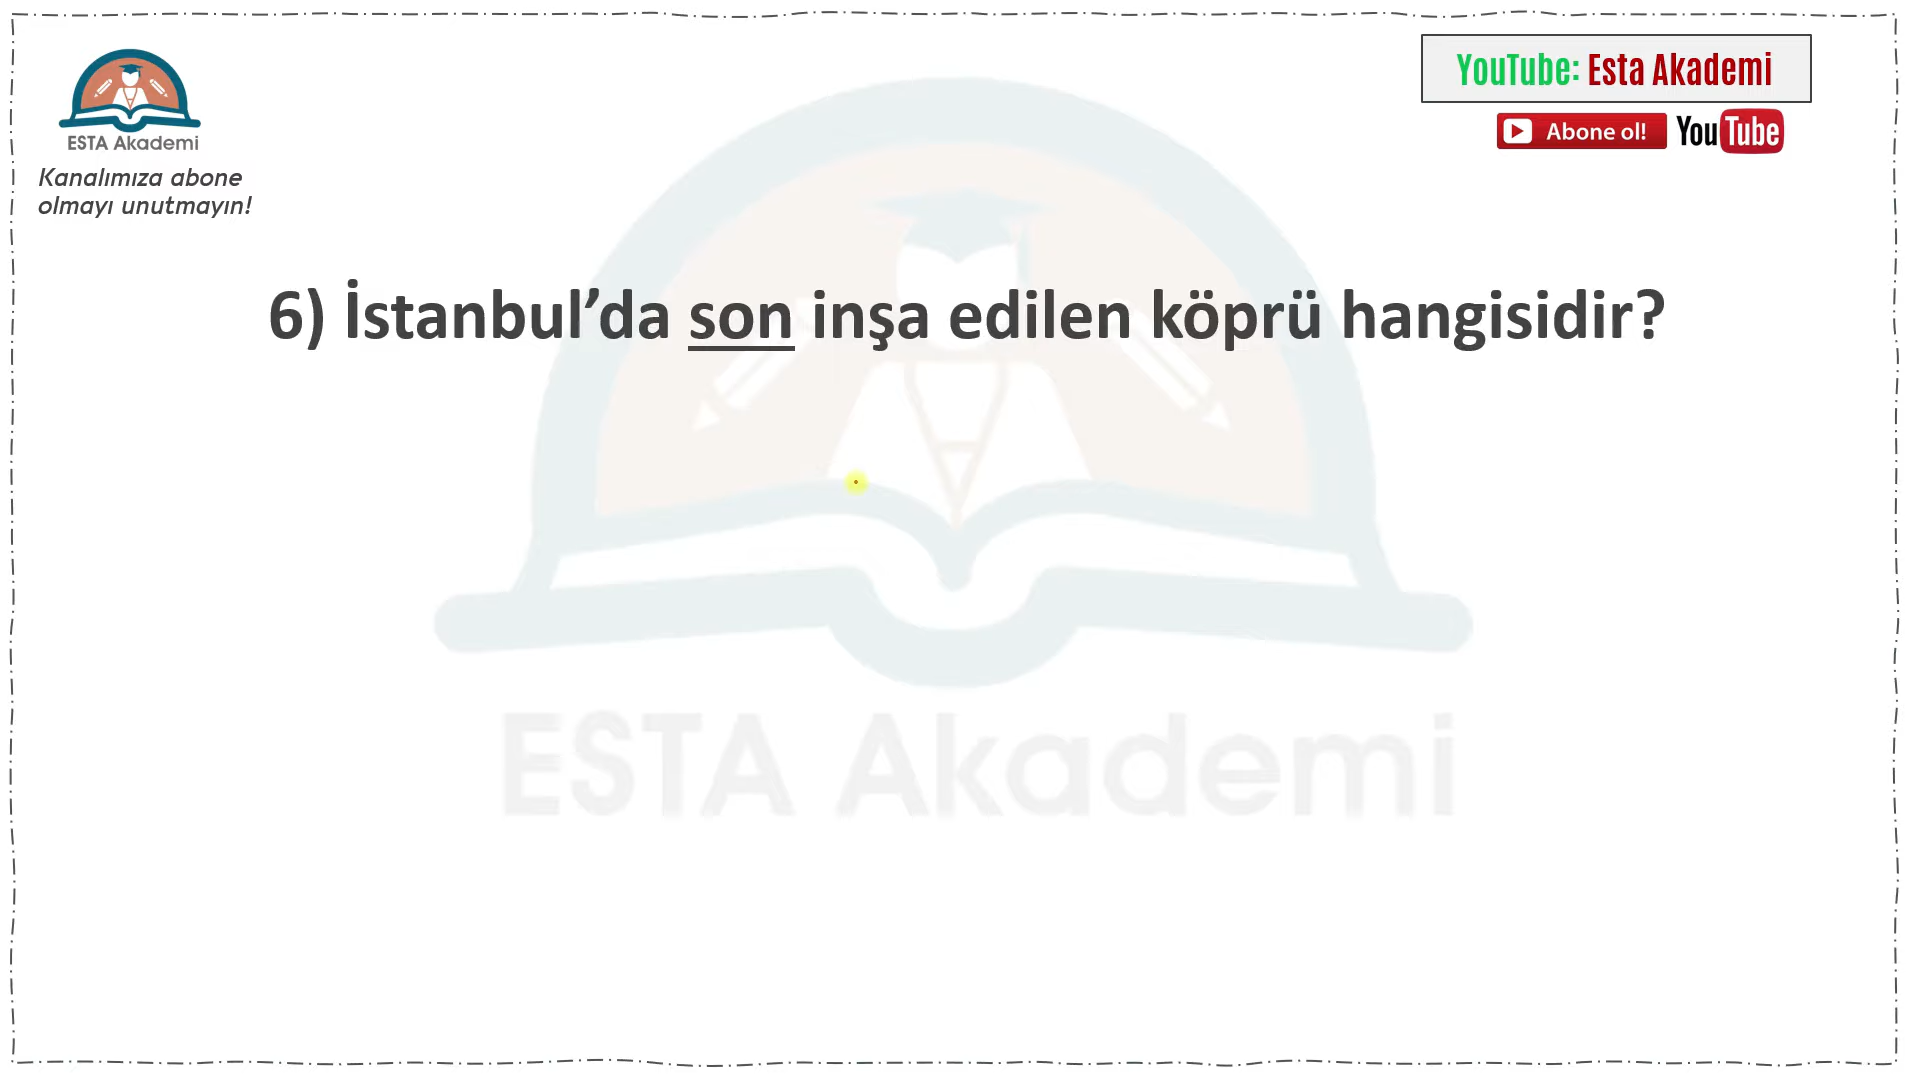 ESTA Akademi
Kanalımıza abone
olmayı unutmayın!
YouTube: Esta Akademi
Abone ol! YouTube
6) İstanbul’da son inşa edilen köprü hangisidir?
ESTA Akademi